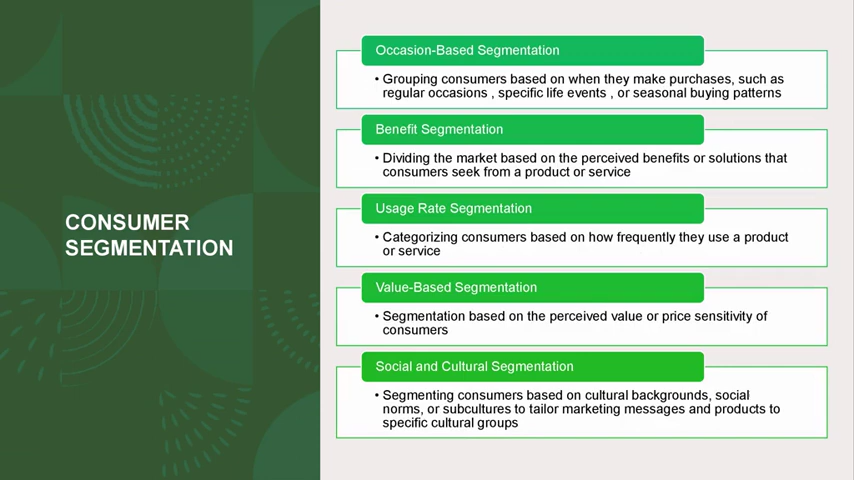 CONSUMER
SEGMENTATION
Occasion-Based Segmentation
• Grouping consumers based on when they make purchases, such as
regular occasions , specific life events , or seasonal buying patterns
Benefit Segmentation
• Dividing the market based on the perceived benefits or solutions that
consumers seek from a product or service
Usage Rate Segmentation
• Categorizing consumers based on how frequently they use a product
or service
Value-Based Segmentation
• Segmentation based on the perceived value or price sensitivity of
consumers
Social and Cultural Segmentation
• Segmenting consumers based on cultural backgrounds, social
norms, or subcultures to tailor marketing messages and products to
specific cultural groups